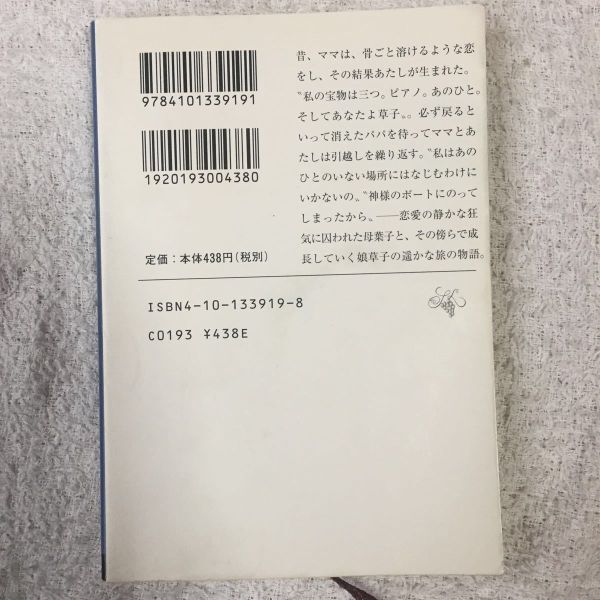 9784101339191
1920193004380
定価：本体438円(税別)
昔、ママは、骨ごと溶けるような恋
をし、その結果あたしが生まれた。
〝私の宝物は三つ。ピアノ。あのひと。
そしてあなたよ草子〟。必ず戻ると
いって消えたパパを待ってママとあ
たしは引越しを繰り返す。〝私はあの
ひとのいない場所にはなじむわけに
いかないの〟〝神様のボートにのって
しまったから〟――恋愛の静かな狂
気に囚われた母葉子と、その傍らで成
長していく娘草子の遥かな旅の物語。
ISBN4-10-133919-8
C0193 ¥438E